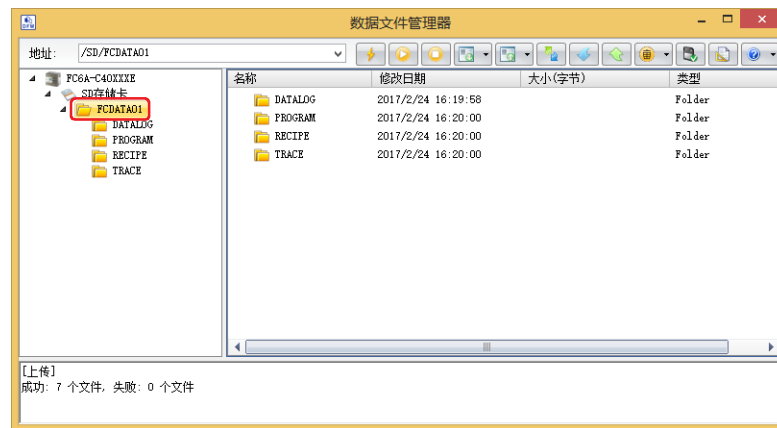 数据文件管理器
地址: /SD/FCDATA01
FC6A-C40XXXE
SD存储卡
FCDATA01
DATALOG
PROGRAM
RECIPE
TRACE
名称 修改日期 大小(字节) 类型
DATALOG 2017/2/24 16:19:58 Folder
PROGRAM 2017/2/24 16:20:00 Folder
RECIPE 2017/2/24 16:20:00 Folder
TRACE 2017/2/24 16:20:00 Folder
[上传]
成功: 7 个文件, 失败: 0 个文件